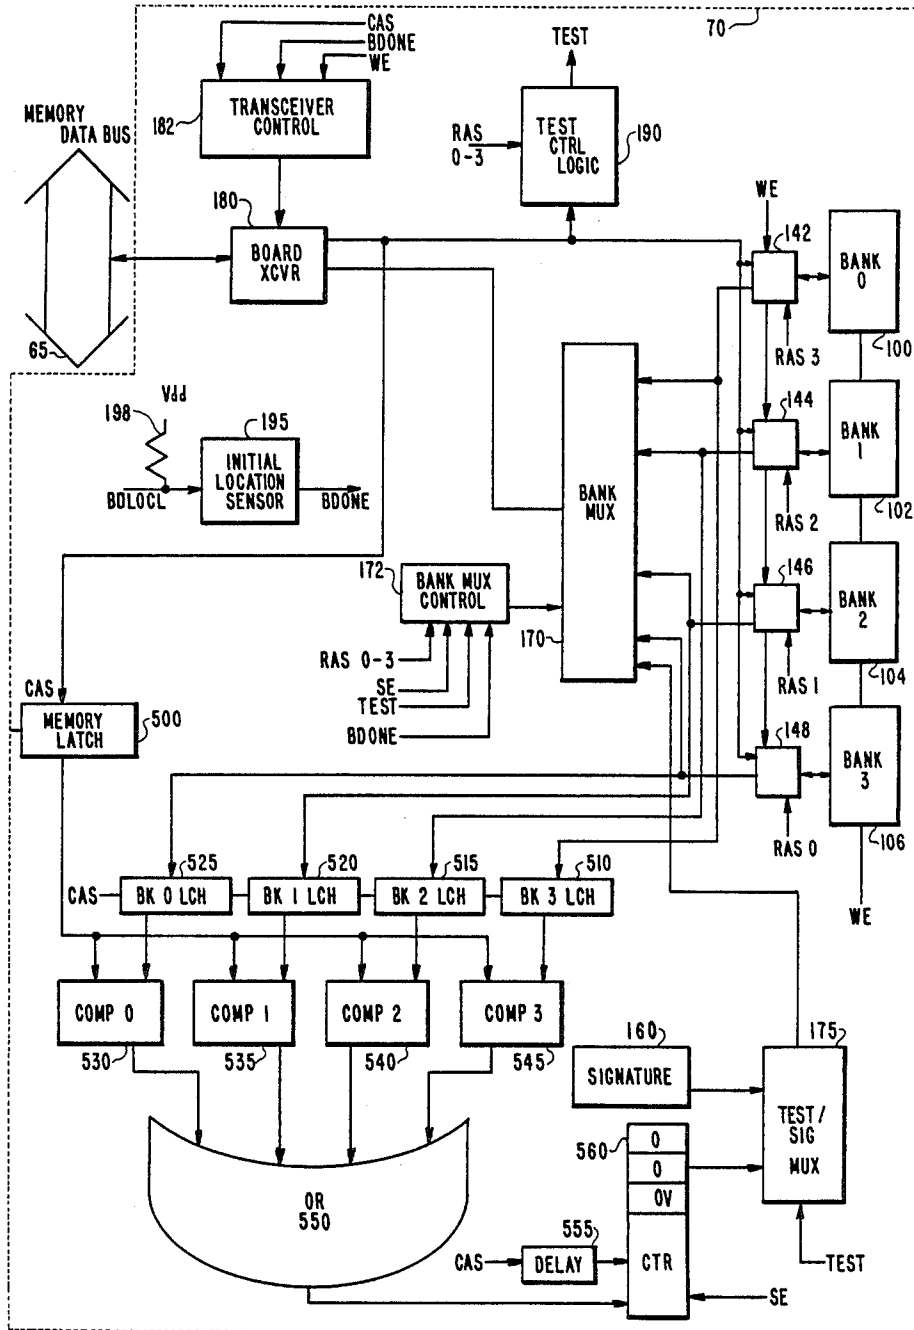 CAS
BDONE
WE
70
TEST
MEMORY
DATA BUS
182
TRANSCEIVER
CONTROL
RAS
0-3
TEST
CTRL
LOGIC
190
WE
180
BOARD
XCVR
142
BANK
0
65
RAS 3
100
Vdd
198
195
144
BANK
1
INITIAL
LOCATION
SENSOR
BDLOCL
BDONE
BANK
MUX
RAS 2
102
172
BANK MUX
CONTROL
146
BANK
2
170
RAS 0-3
SE
TEST
BDONE
RAS 1
104
CAS
MEMORY
LATCH
500
148
BANK
3
RAS 0
106
525
520
515
510
CAS
BK 0 LCH
BK 1 LCH
BK 2 LCH
BK 3 LCH
WE
COMP 0
COMP 1
COMP 2
COMP 3
530
535
540
545
160
175
SIGNATURE
TEST/
SIG
MUX
560
0
0
OV
OR
550
555
CAS
DELAY
CTR
TEST
SE